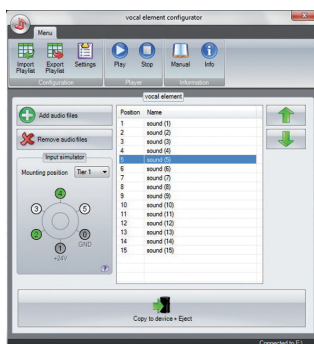 vocal element configurator
Menu
Import Playlist
Export Playlist
Settings
Play
Stop
Manual
Info
Configuration
Player
Information
vocal element
Add audio files
Remove audio files
Input simulator
Mounting position Tier 1
4
3
5
2
0
1
GND
+24V
?
Position Name
1 sound (1)
2 sound (2)
3 sound (3)
4 sound (4)
5 sound (5)
6 sound (6)
7 sound (7)
8 sound (8)
9 sound (9)
10 sound (10)
11 sound (11)
12 sound (12)
13 sound (13)
14 sound (14)
15 sound (15)
Copy to device + Eject
Connected to E:\